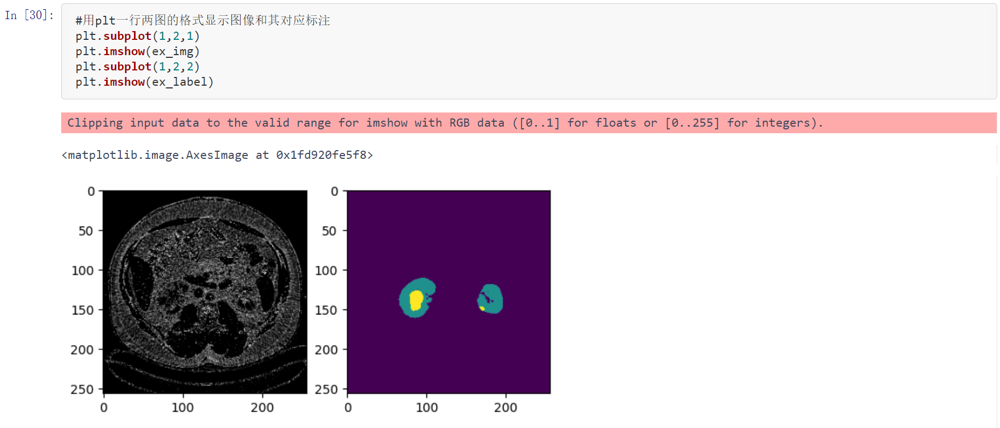 In [30]:
#用plt一行两图的格式显示图像和其对应标注
plt.subplot(1,2,1)
plt.imshow(ex_img)
plt.subplot(1,2,2)
plt.imshow(ex_label)
Clipping input data to the valid range for imshow with RGB data ([0..1] for floats or [0..255] for integers).
<matplotlib.image.AxesImage at 0x1fd920fe5f8>
0
50
100
150
200
250
0 100 200
0
50
100
150
200
250
0 100 200